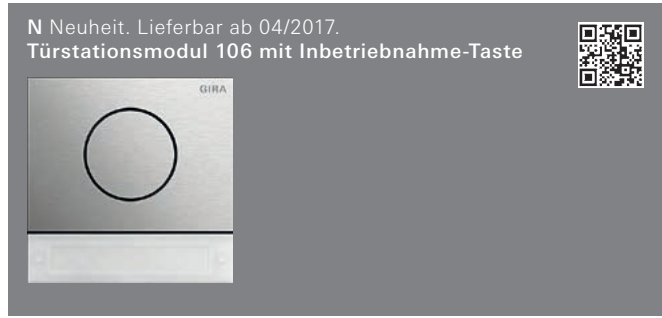 N Neuheit. Lieferbar ab 04/2017.
Türstationsmodul 106 mit Inbetriebnahme-Taste
GIRA